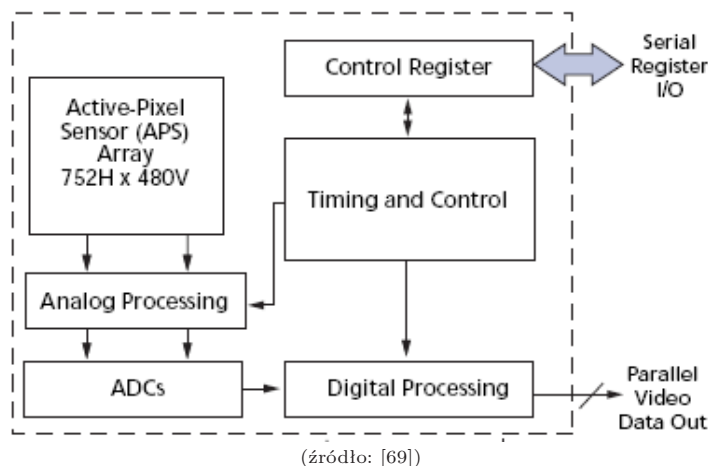 Control Register
Serial
Register
I/O
Active-Pixel
Sensor (APS)
Array
752H x 480V
Timing and Control
Analog Processing
ADCs
Digital Processing
Parallel
Video
Data Out
(źródło: [69])